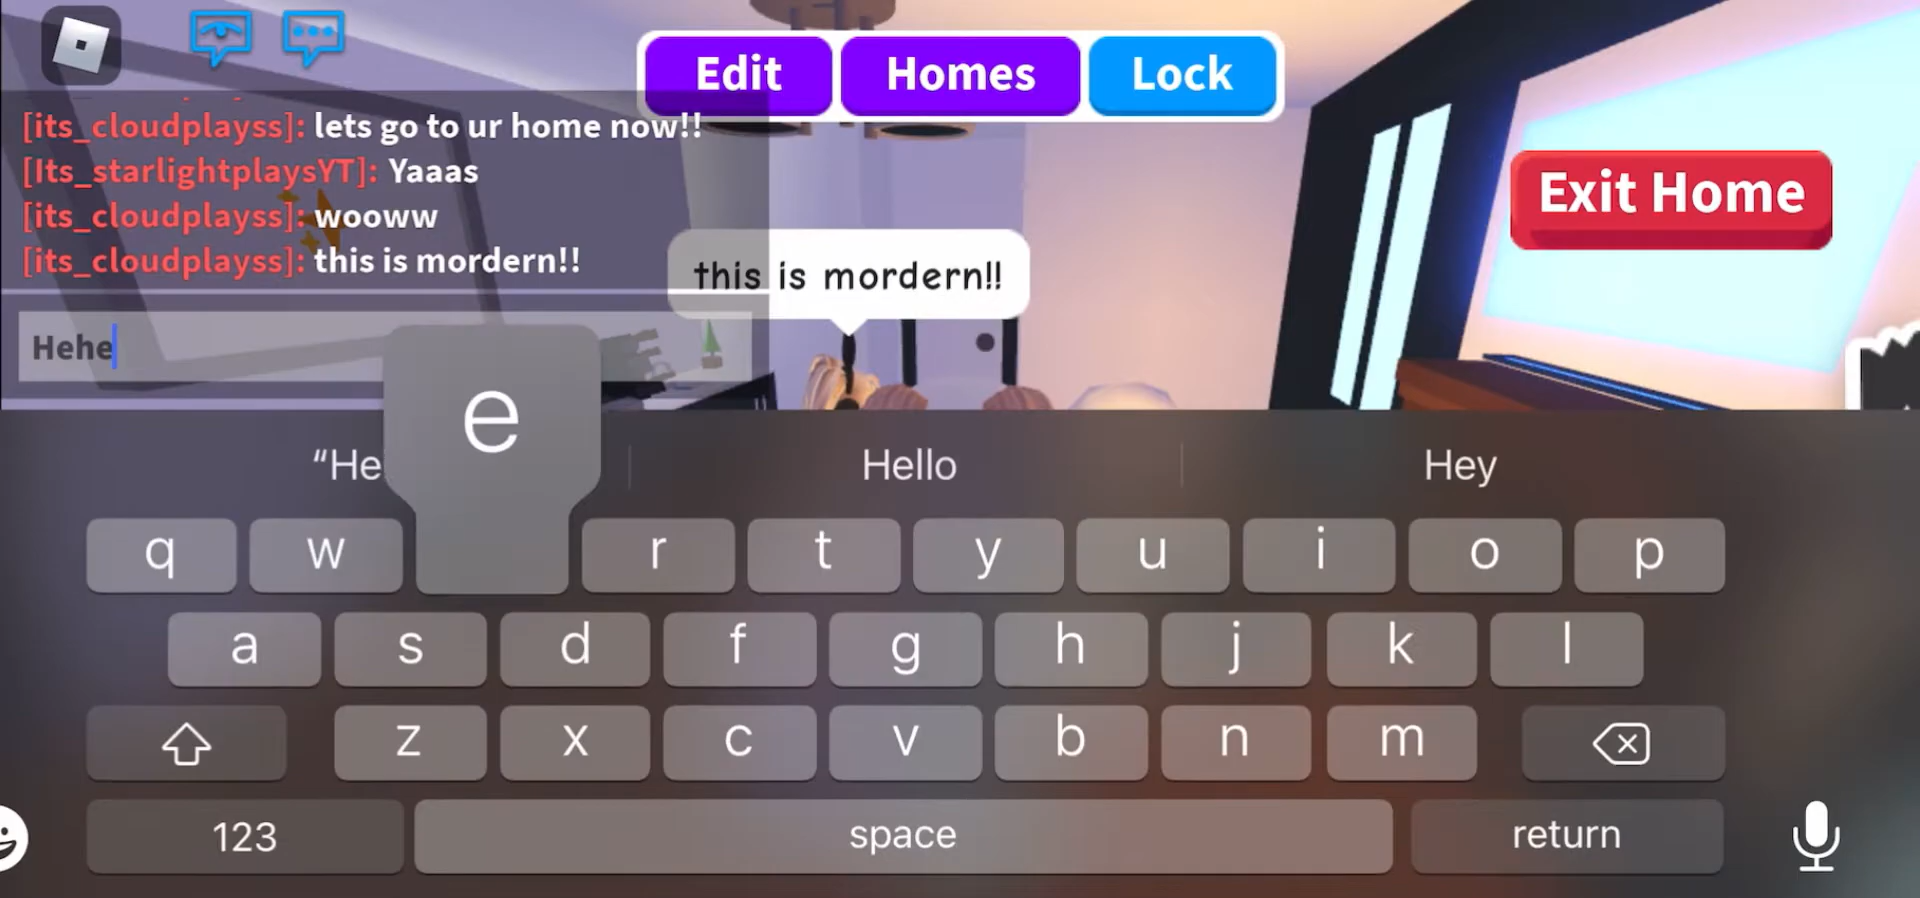 Edit Homes Lock
[its_cloudplayss]: lets go to ur home now!!
[Its_starlightplaysYT]: Yaaas
[its_cloudplayss]: wooww
[its_cloudplayss]: this is mordern!!
Exit Home
this is mordern!!
Hehe
e
“He Hello Hey
q w r t y u i o p
a s d f g h j k l
z x c v b n m
123 space return